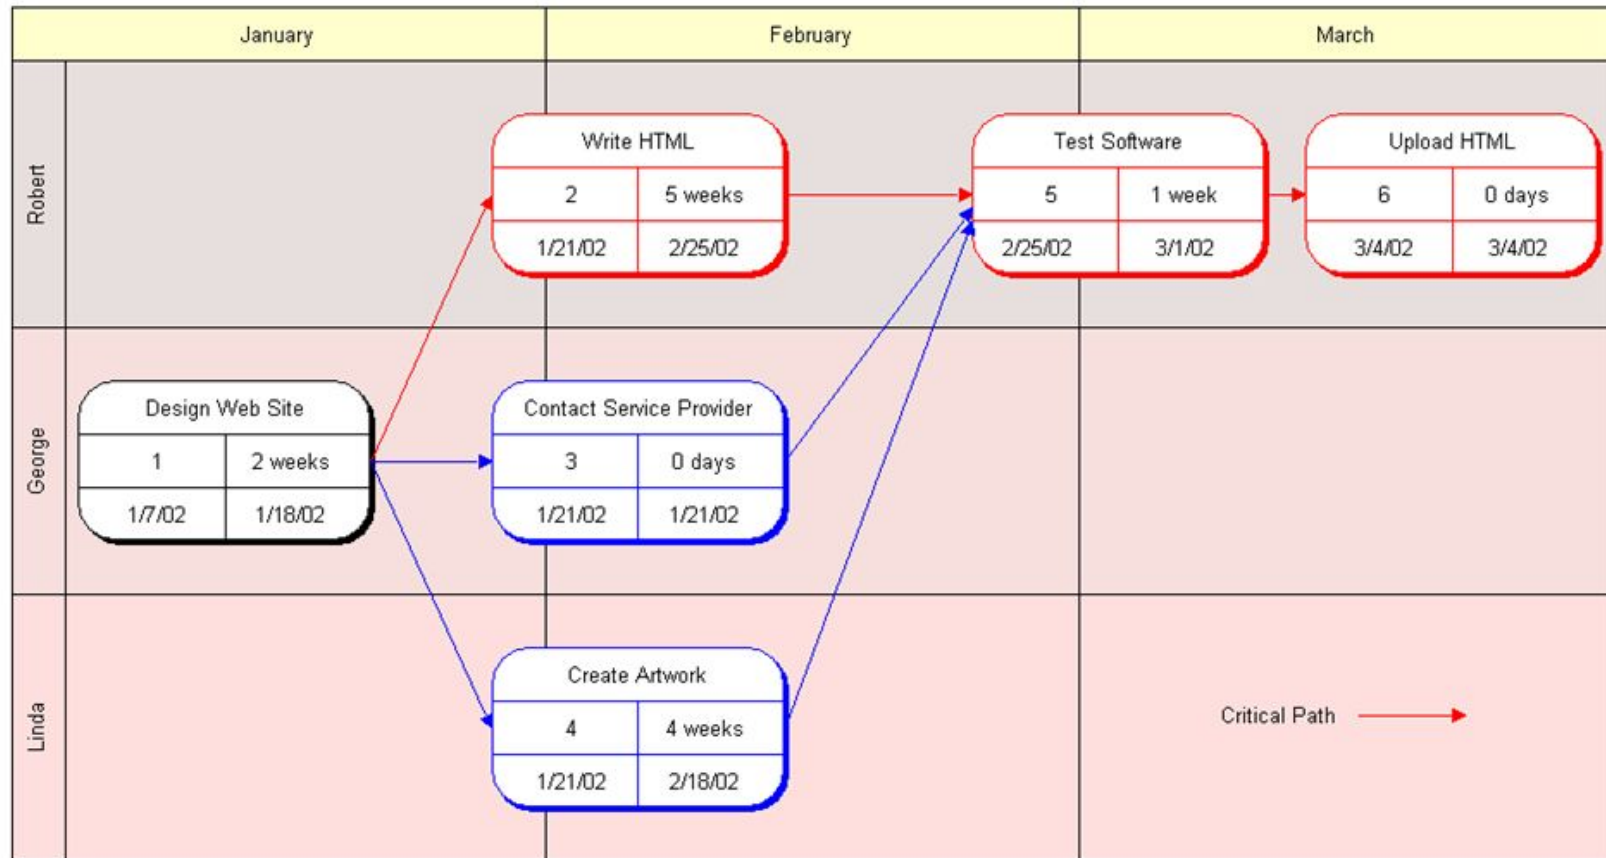 January February March
Robert
Write HTML
2 5 weeks
1/21/02 2/25/02
Test Software
5 1 week
2/25/02 3/1/02
Upload HTML
6 0 days
3/4/02 3/4/02
George
Design Web Site
1 2 weeks
1/7/02 1/18/02
Contact Service Provider
3 0 days
1/21/02 1/21/02
Linda
Create Artwork
4 4 weeks
1/21/02 2/18/02
Critical Path